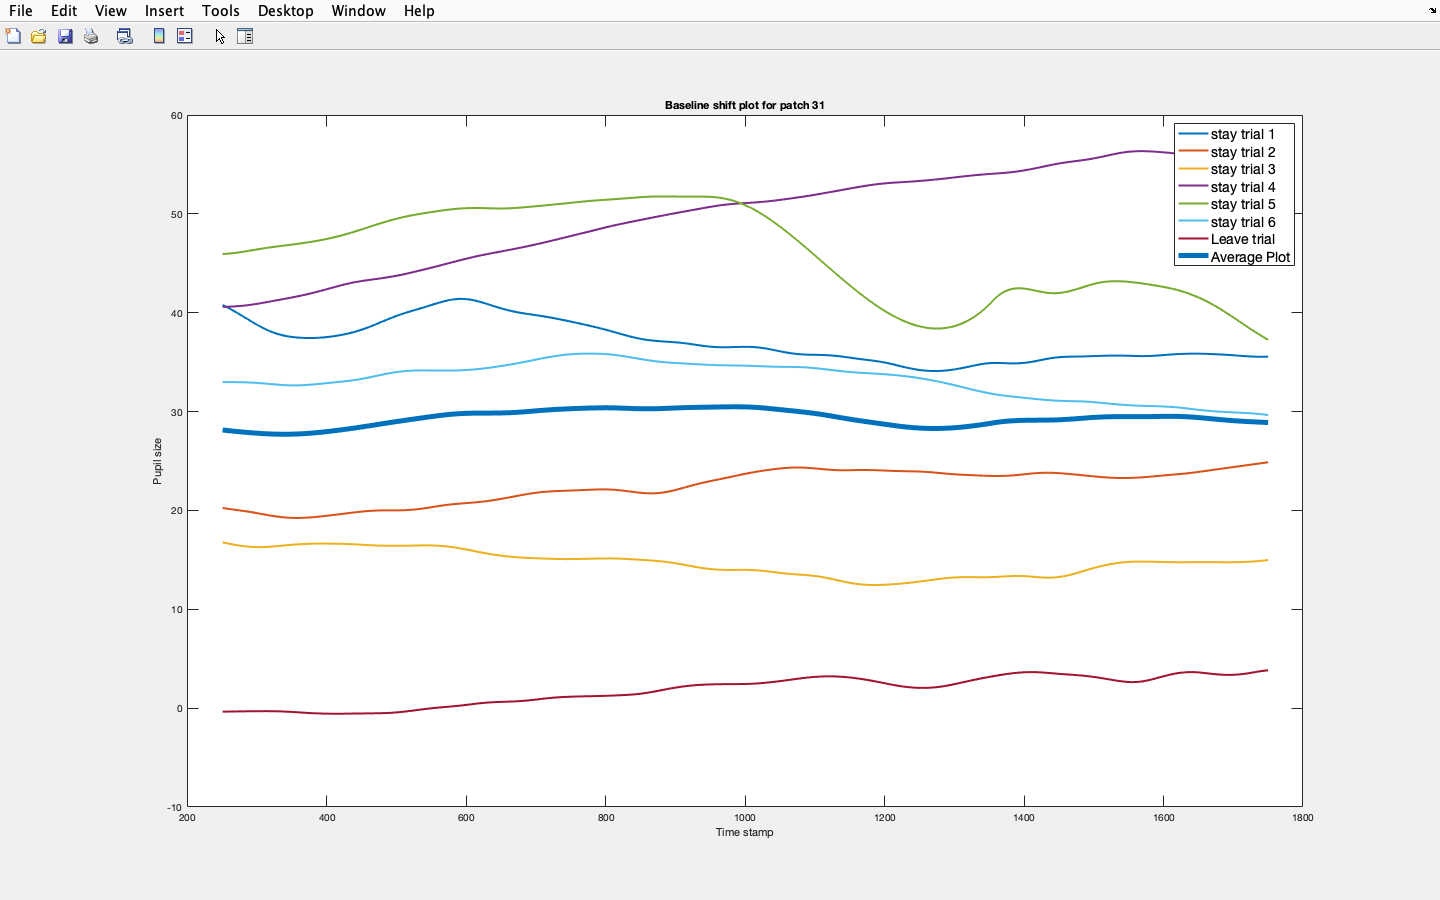 File Edit View Insert Tools Desktop Window Help
Baseline shift plot for patch 31
60
50
40
30
20
10
0
-10
Pupil size
stay trial 1
stay trial 2
stay trial 3
stay trial 4
stay trial 5
stay trial 6
Leave trial
Average Plot
200 400 600 800 1000 1200 1400 1600 1800
Time stamp